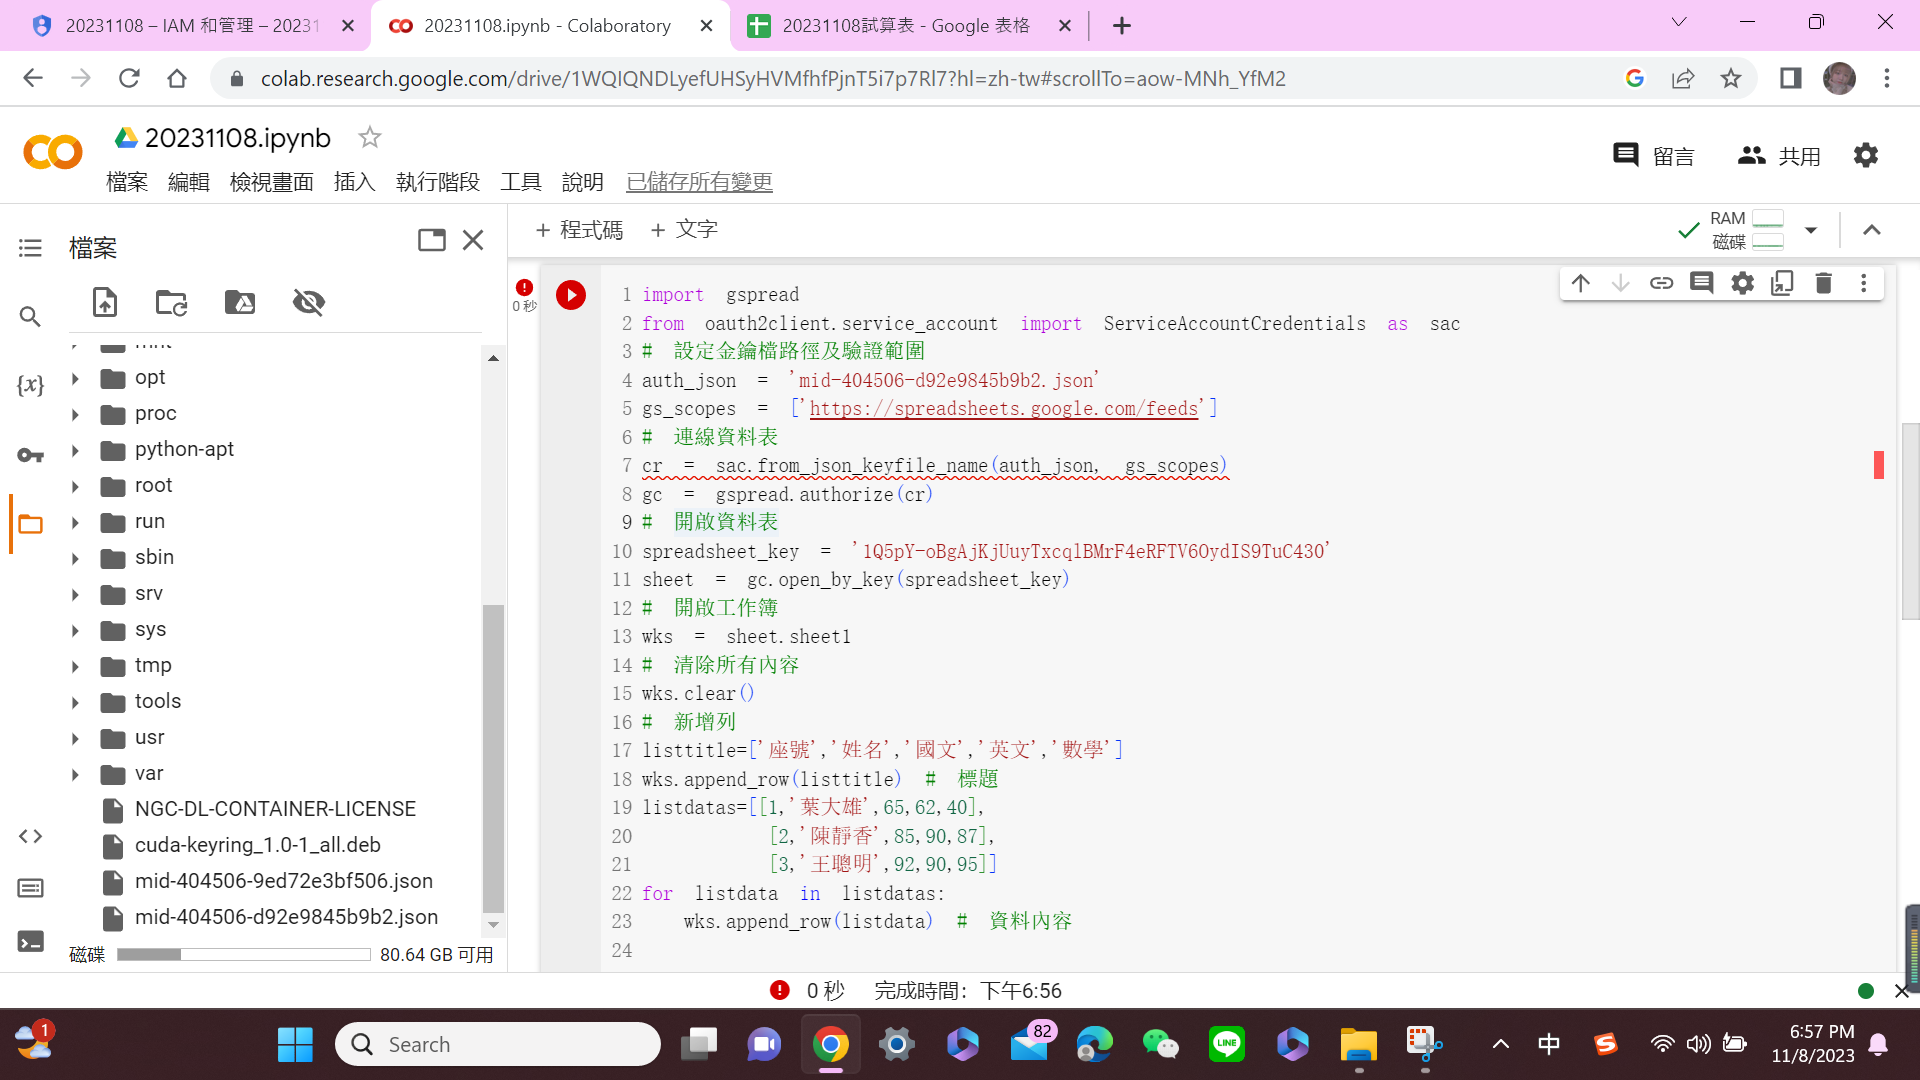 20231108 – IAM 和管理 – 20231
20231108.ipynb - Colaboratory
20231108試算表 - Google 表格
colab.research.google.com/drive/1WQIQNDLyefUHSyHVMfhfPjnT5i7p7Rl7?hl=zh-tw#scrollTo=aow-MNh_YfM2
20231108.ipynb
留言
共用
檔案 編輯 檢視畫面 插入 執行階段 工具 說明 已儲存所有變更
檔案
+ 程式碼 + 文字
RAM
磁碟
opt
proc
python-apt
root
run
sbin
srv
sys
tmp
tools
usr
var
NGC-DL-CONTAINER-LICENSE
cuda-keyring_1.0-1_all.deb
mid-404506-9ed72e3bf506.json
mid-404506-d92e9845b9b2.json
磁碟 80.64 GB 可用
{x}
0 秒
1 import gspread
2 from oauth2client.service_account import ServiceAccountCredentials as sac
3 # 設定金鑰檔路徑及驗證範圍
4 auth_json = 'mid-404506-d92e9845b9b2.json'
5 gs_scopes = ['https://spreadsheets.google.com/feeds']
6 # 連線資料表
7 cr = sac.from_json_keyfile_name(auth_json, gs_scopes)
8 gc = gspread.authorize(cr)
9 # 開啟資料表
10 spreadsheet_key = '1Q5pY-oBgAjKjUuyTxcqlBMrF4eRFTV6OydIS9TuC430'
11 sheet = gc.open_by_key(spreadsheet_key)
12 # 開啟工作簿
13 wks = sheet.sheet1
14 # 清除所有內容
15 wks.clear()
16 # 新增列
17 listtitle=['座號','姓名','國文','英文','數學']
18 wks.append_row(listtitle) # 標題
19 listdatas=[[1,'葉大雄',65,62,40],
20 [2,'陳靜香',85,90,87],
21 [3,'王聰明',92,90,95]]
22 for listdata in listdatas:
23 wks.append_row(listdata) # 資料內容
24
0 秒 完成時間：下午6:56
1
Search
82
LINE
中
6:57 PM
11/8/2023